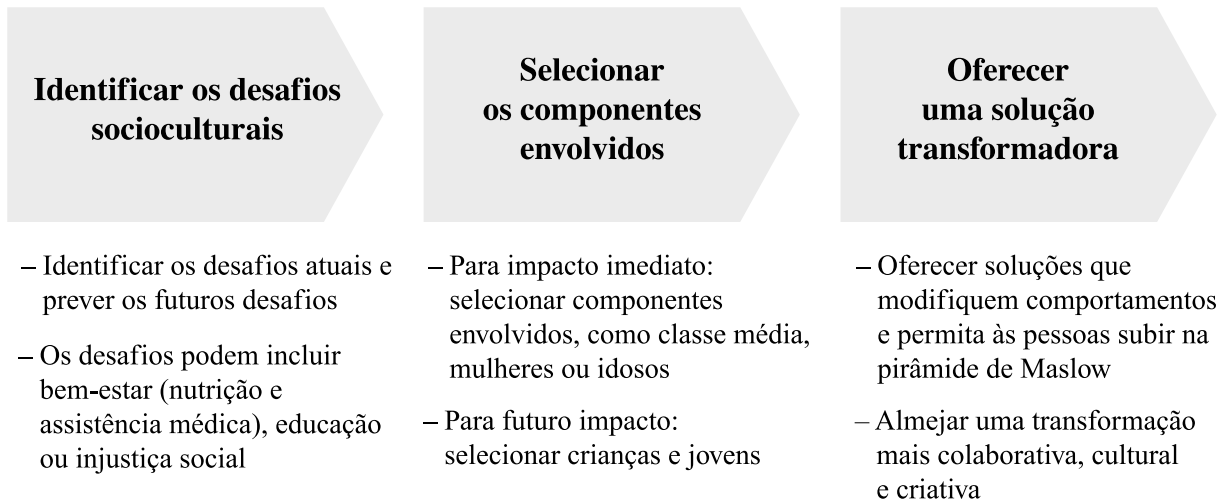 Identificar os desafios
socioculturais
– Identificar os desafios atuais e
prever os futuros desafios
– Os desafios podem incluir
bem-estar (nutrição e
assistência médica), educação
ou injustiça social
Selecionar
os componentes
envolvidos
– Para impacto imediato:
selecionar componentes
envolvidos, como classe média,
mulheres ou idosos
– Para futuro impacto:
selecionar crianças e jovens
Oferecer
uma solução
transformadora
– Oferecer soluções que
modifiquem comportamentos
e permita às pessoas subir na
pirâmide de Maslow
– Almejar uma transformação
mais colaborativa, cultural
e criativa